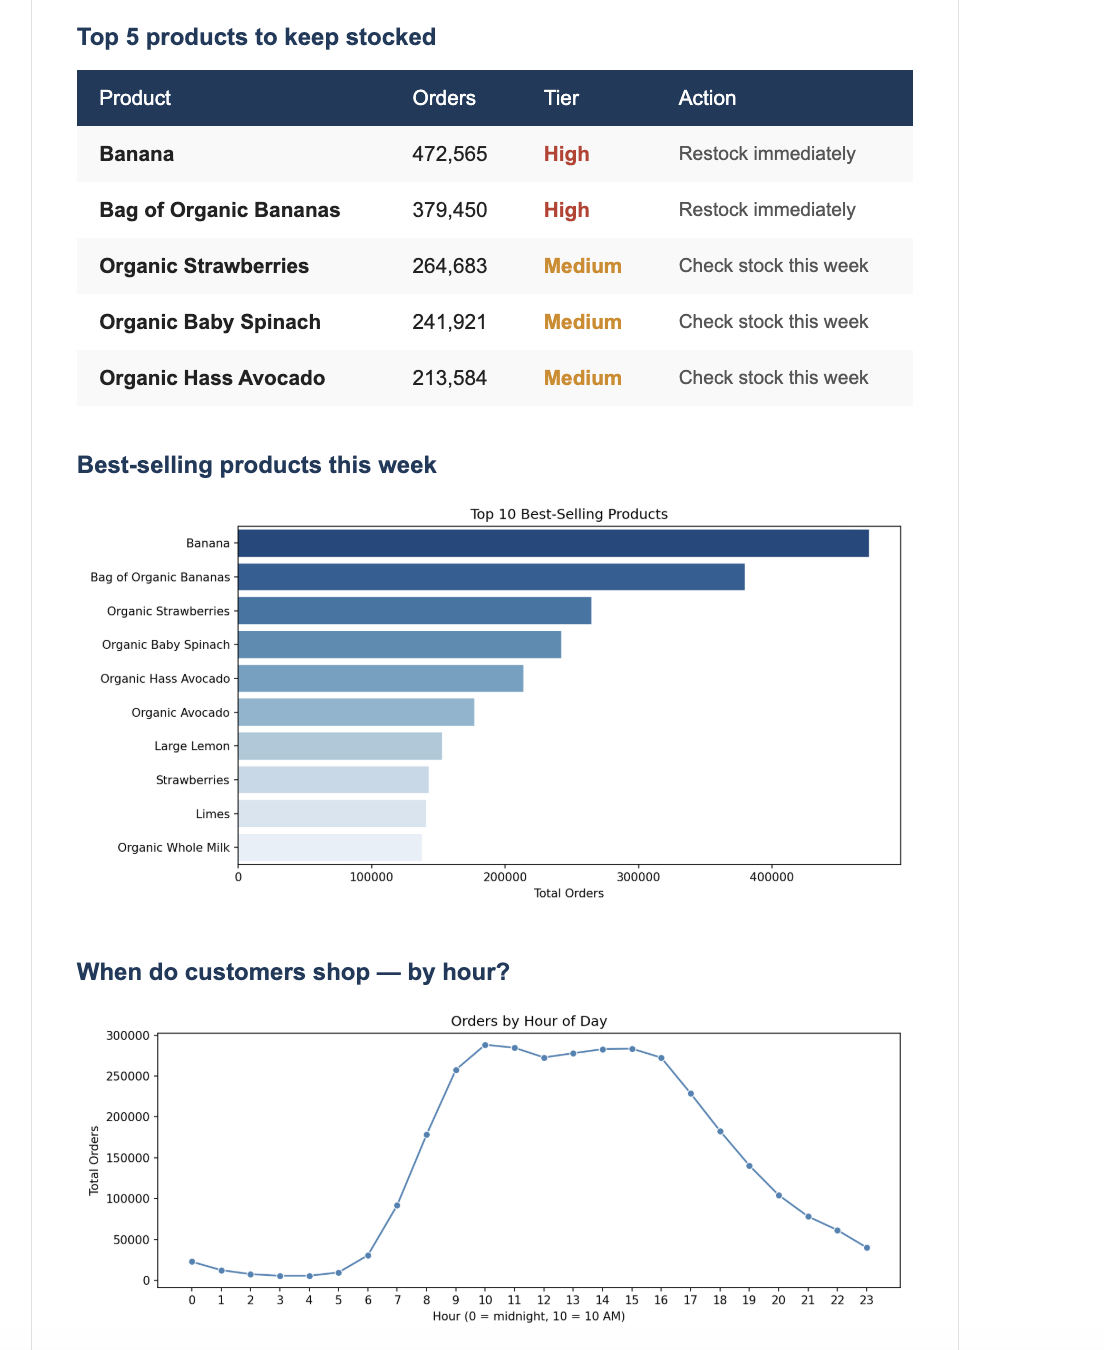 Top 5 products to keep stocked
Product Orders Tier Action
Banana 472,565 High Restock immediately
Bag of Organic Bananas 379,450 High Restock immediately
Organic Strawberries 264,683 Medium Check stock this week
Organic Baby Spinach 241,921 Medium Check stock this week
Organic Hass Avocado 213,584 Medium Check stock this week
Best-selling products this week
Top 10 Best-Selling Products
Banana
Bag of Organic Bananas
Organic Strawberries
Organic Baby Spinach
Organic Hass Avocado
Organic Avocado
Large Lemon
Strawberries
Limes
Organic Whole Milk
0 100000 200000 300000 400000
Total Orders
When do customers shop — by hour?
Orders by Hour of Day
300000
250000
200000
150000
100000
50000
0
Total Orders
0 1 2 3 4 5 6 7 8 9 10 11 12 13 14 15 16 17 18 19 20 21 22 23
Hour (0 = midnight, 10 = 10 AM)